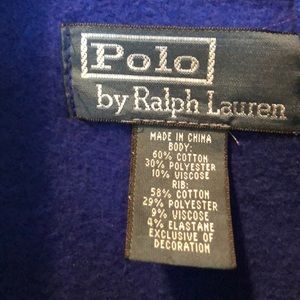 Polo
by Ralph Lauren
MADE IN CHINA
BODY:
60% COTTON
30% POLYESTER
10% VISCOSE
RIB:
58% COTTON
29% POLYESTER
9% VISCOSE
4% ELASTANE
EXCLUSIVE OF
DECORATION